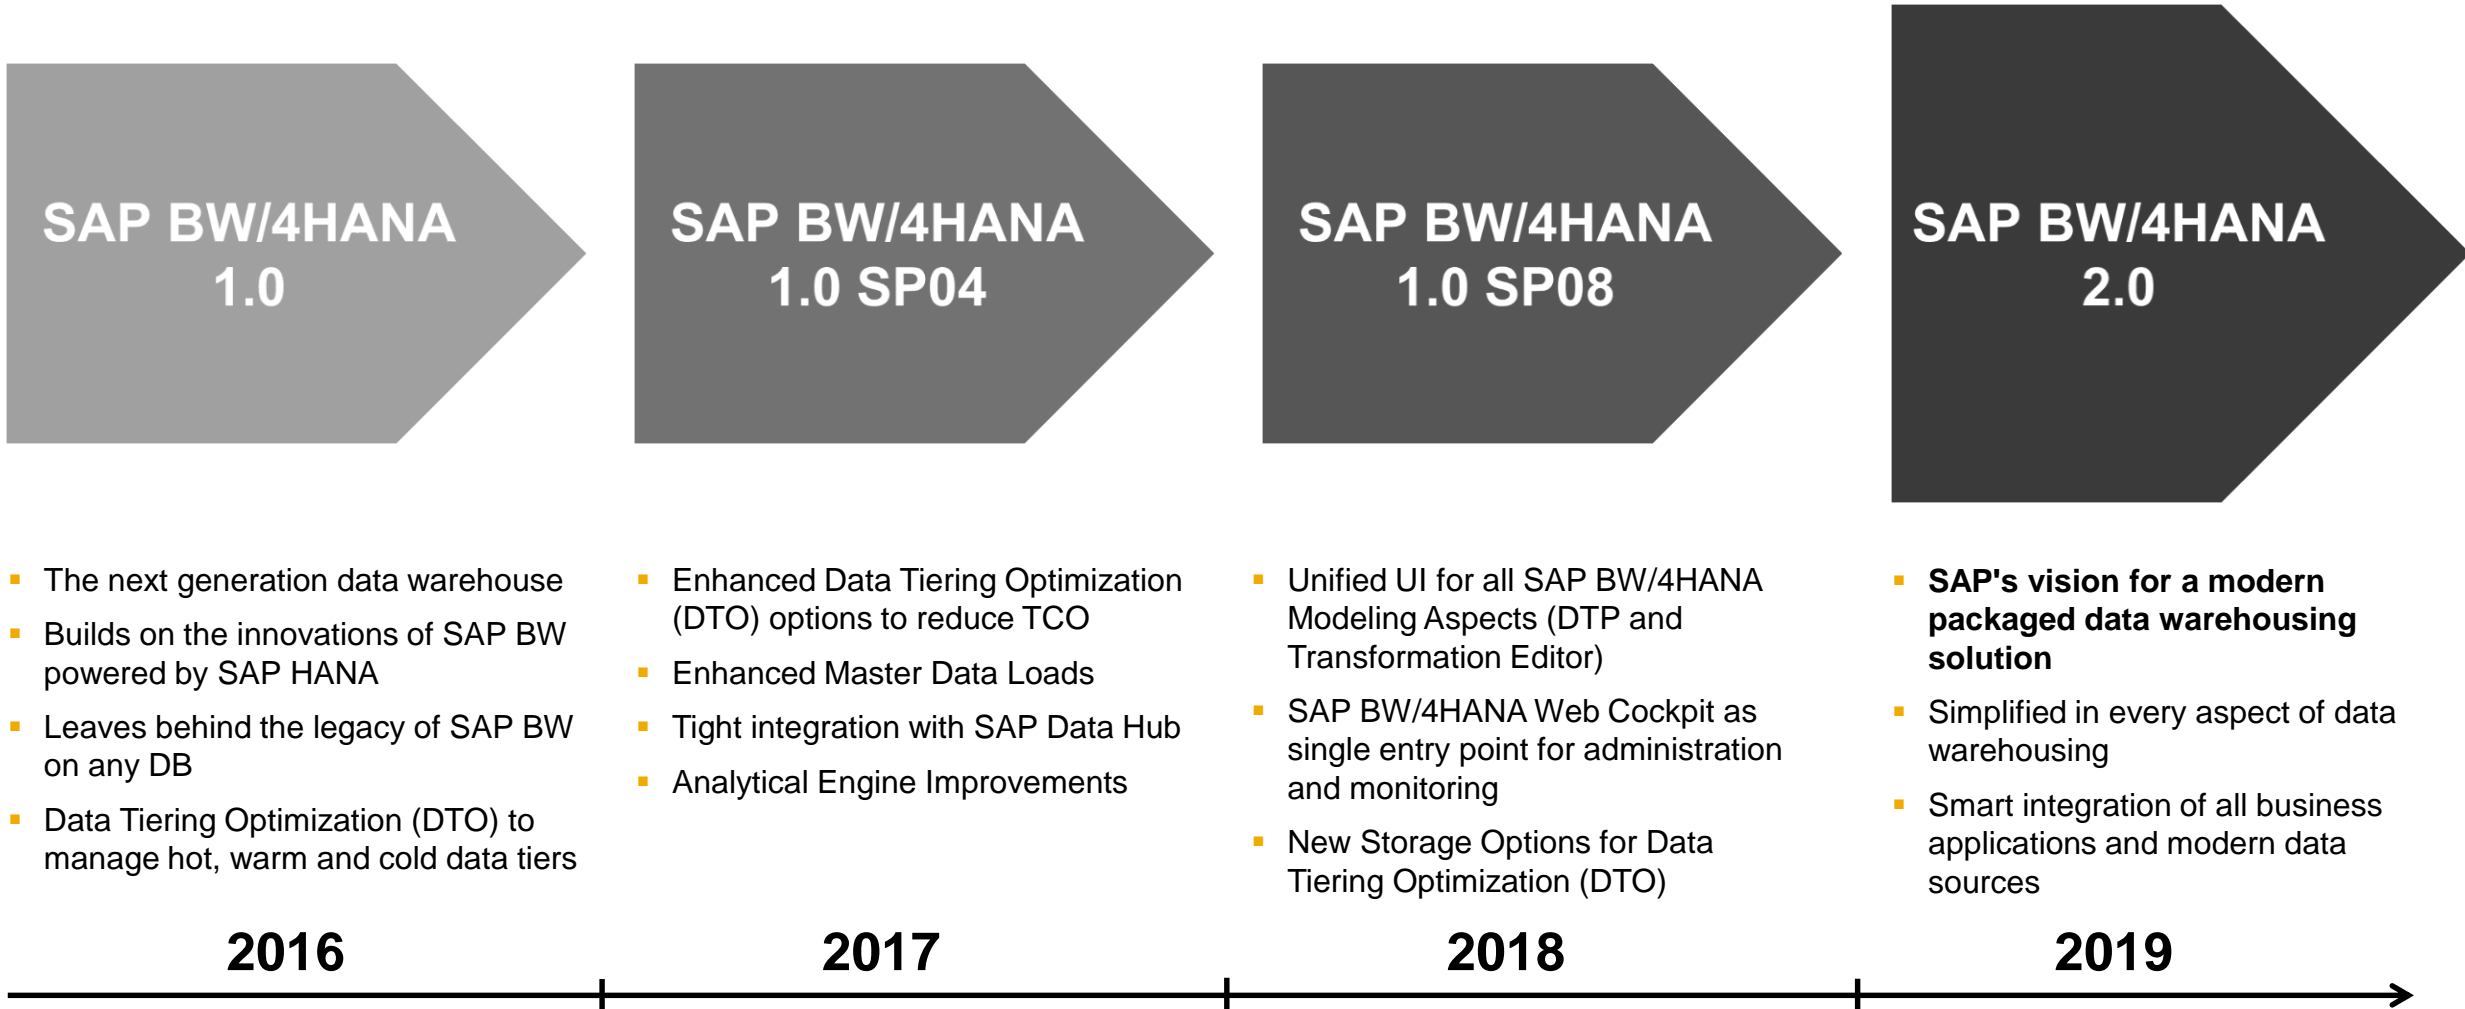 SAP BW/4HANA
1.0
SAP BW/4HANA
1.0 SP04
SAP BW/4HANA
1.0 SP08
SAP BW/4HANA
2.0
▪ The next generation data warehouse
▪ Builds on the innovations of SAP BW
powered by SAP HANA
▪ Leaves behind the legacy of SAP BW
on any DB
▪ Data Tiering Optimization (DTO) to
manage hot, warm and cold data tiers
▪ Enhanced Data Tiering Optimization
(DTO) options to reduce TCO
▪ Enhanced Master Data Loads
▪ Tight integration with SAP Data Hub
▪ Analytical Engine Improvements
▪ Unified UI for all SAP BW/4HANA
Modeling Aspects (DTP and
Transformation Editor)
▪ SAP BW/4HANA Web Cockpit as
single entry point for administration
and monitoring
▪ New Storage Options for Data
Tiering Optimization (DTO)
▪ SAP's vision for a modern
packaged data warehousing
solution
▪ Simplified in every aspect of data
warehousing
▪ Smart integration of all business
applications and modern data
sources
2016
2017
2018
2019